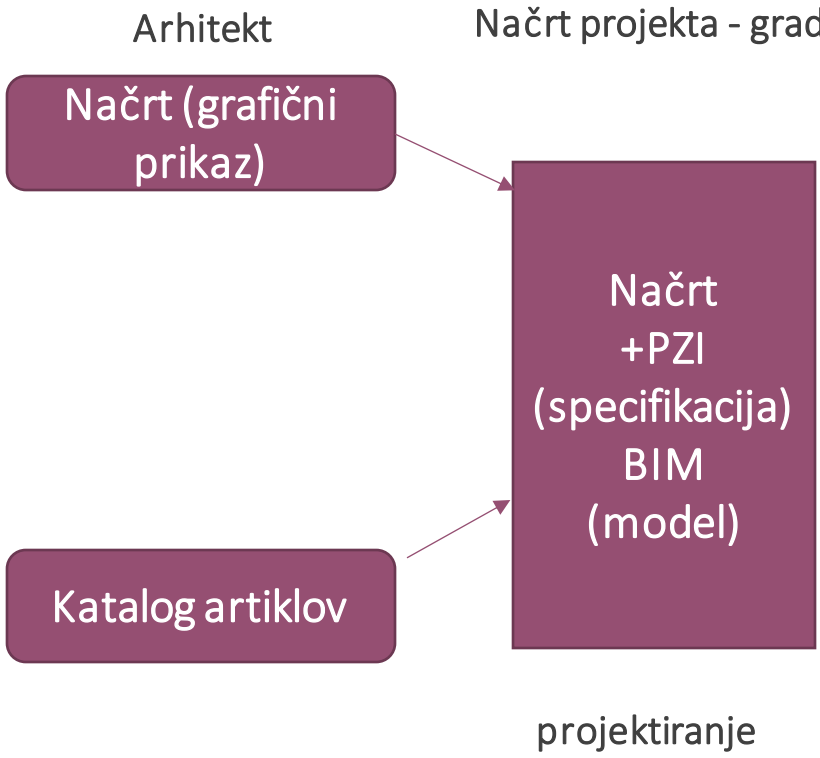 Arhitekt
Načrt projekta - grad
Načrt (grafični
prikaz)
Načrt
+PZI
(specifikacija)
BIM
(model)
Katalog artiklov
projektiranje